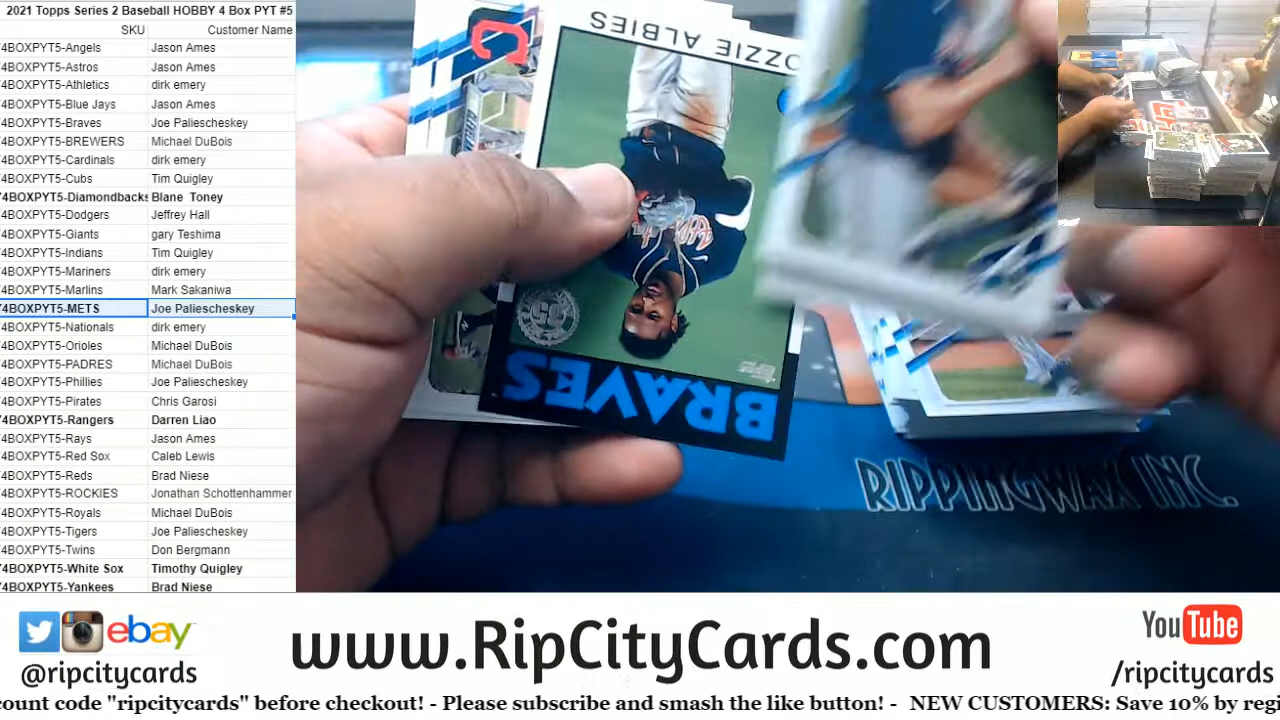 2021 Topps Series 2 Baseball HOBBY 4 Box PYT #5
SKU Customer Name
4BOXPYT5-Angels Jason Ames
4BOXPYT5-Astros Jason Ames
4BOXPYT5-Athletics dirk emery
4BOXPYT5-Blue Jays Jason Ames
4BOXPYT5-Braves Joe Paliescheskey
4BOXPYT5-BREWERS Michael DuBois
4BOXPYT5-Cardinals dirk emery
4BOXPYT5-Cubs Tim Quigley
4BOXPYT5-Diamondbacks Blane Toney
4BOXPYT5-Dodgers Jeffrey Hall
4BOXPYT5-Giants gary Teshima
4BOXPYT5-Indians Tim Quigley
4BOXPYT5-Mariners dirk emery
4BOXPYT5-Marlins Mark Sakaniwa
4BOXPYT5-METS Joe Paliescheskey
4BOXPYT5-Nationals dirk emery
4BOXPYT5-Orioles Michael DuBois
4BOXPYT5-PADRES Michael DuBois
4BOXPYT5-Phillies Joe Paliescheskey
4BOXPYT5-Pirates Chris Garosi
4BOXPYT5-Rangers Darren Liao
4BOXPYT5-Rays Jason Ames
4BOXPYT5-Red Sox Caleb Lewis
4BOXPYT5-Reds Brad Niese
4BOXPYT5-ROCKIES Jonathan Schottenhammer
4BOXPYT5-Royals Michael DuBois
4BOXPYT5-Tigers Joe Paliescheskey
4BOXPYT5-Twins Don Bergmann
4BOXPYT5-White Sox Timothy Quigley
4BOXPYT5-Yankees Brad Niese
OZZIE ALBIES
35
Topps
BRAVES
RIPPINGWAX INC.
ebay
@ripcitycards
www.RipCityCards.com
YouTube
/ripcitycards
count code "ripcitycards" before checkout! - Please subscribe and smash the like button! - NEW CUSTOMERS: Save 10% by regi